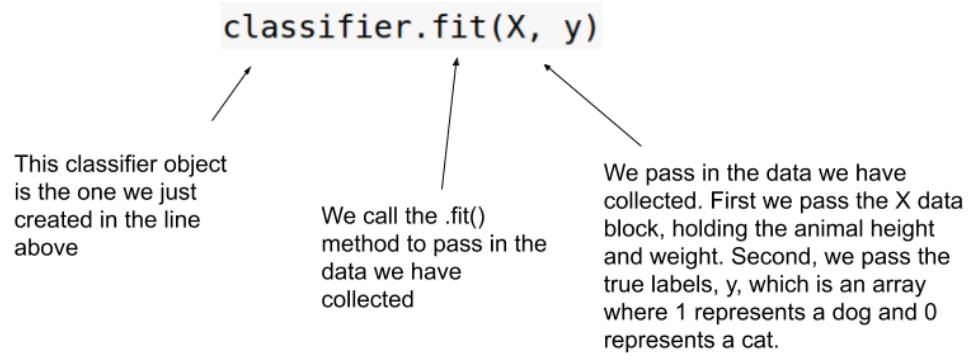 classifier.fit(X, y)
This classifier object
is the one we just
created in the line
above
We call the .fit()
method to pass in the
data we have
collected
We pass in the data we have
collected. First we pass the X data
block, holding the animal height
and weight. Second, we pass the
true labels, y, which is an array
where 1 represents a dog and 0
represents a cat.